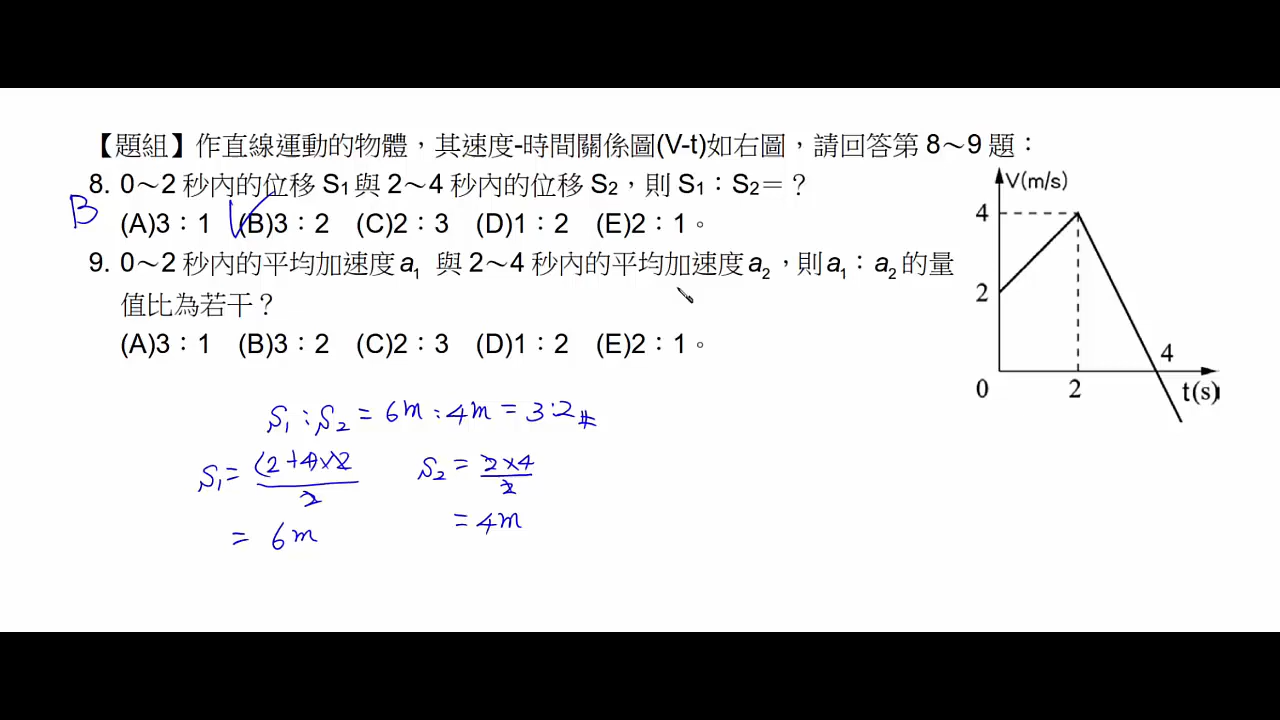 【題組】作直線運動的物體，其速度-時間關係圖(V-t)如右圖，請回答第 8～9 題：
8. 0～2 秒內的位移 S1 與 2～4 秒內的位移 S2，則 S1：S2＝？
B
(A)3：1 (B)3：2 (C)2：3 (D)1：2 (E)2：1。
9. 0～2 秒內的平均加速度 a1 與 2～4 秒內的平均加速度 a2，則 a1：a2 的量
值比為若干？
(A)3：1 (B)3：2 (C)2：3 (D)1：2 (E)2：1。
V(m/s)
4
2
4
0
2
t(s)
S1 : S2 = 6m : 4m = 3:2 #
S1 = (2+4)×2
2
= 6m
S2 = 2×4
2
= 4m